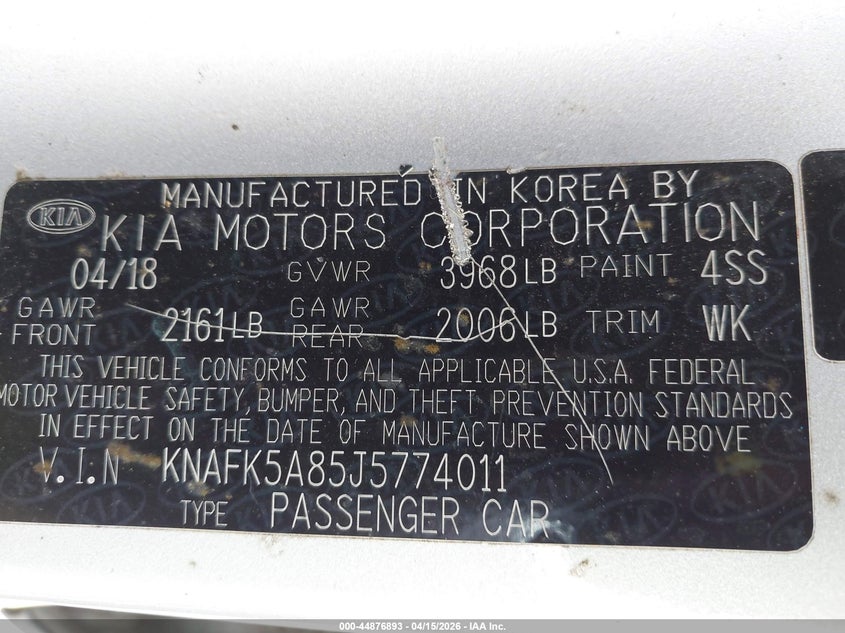 MANUFACTURED IN KOREA BY
KIA KIA MOTORS CORPORATION
04/18 GVWR 3968LB PAINT 4SS
GAWR FRONT 2161LB GAWR REAR 2006LB TRIM WK
THIS VEHICLE CONFORMS TO ALL APPLICABLE U.S.A. FEDERAL
MOTOR VEHICLE SAFETY, BUMPER, AND THEFT PREVENTION STANDARDS
IN EFFECT ON THE DATE OF MANUFACTURE SHOWN ABOVE
V.I.N KNAFK5A85J5774011
TYPE PASSENGER CAR
000-44876893 - 04/15/2026 - IAA Inc.